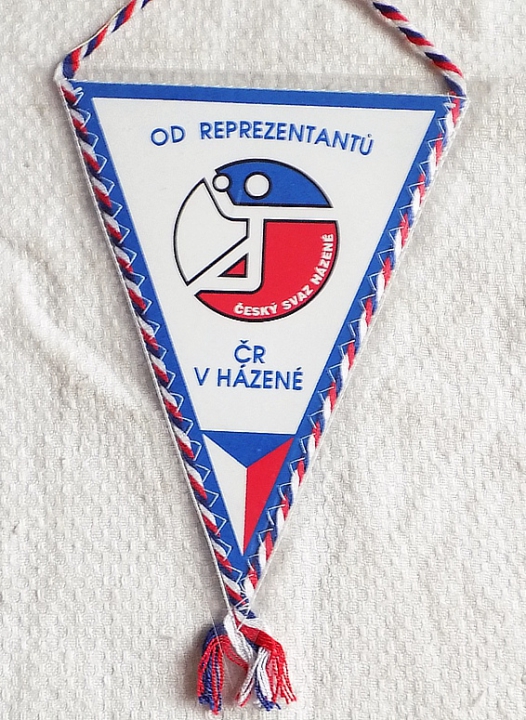 OD REPREZENTANTŮ
ČESKÝ SVAZ HÁZENÉ
ČR
V HÁZENÉ